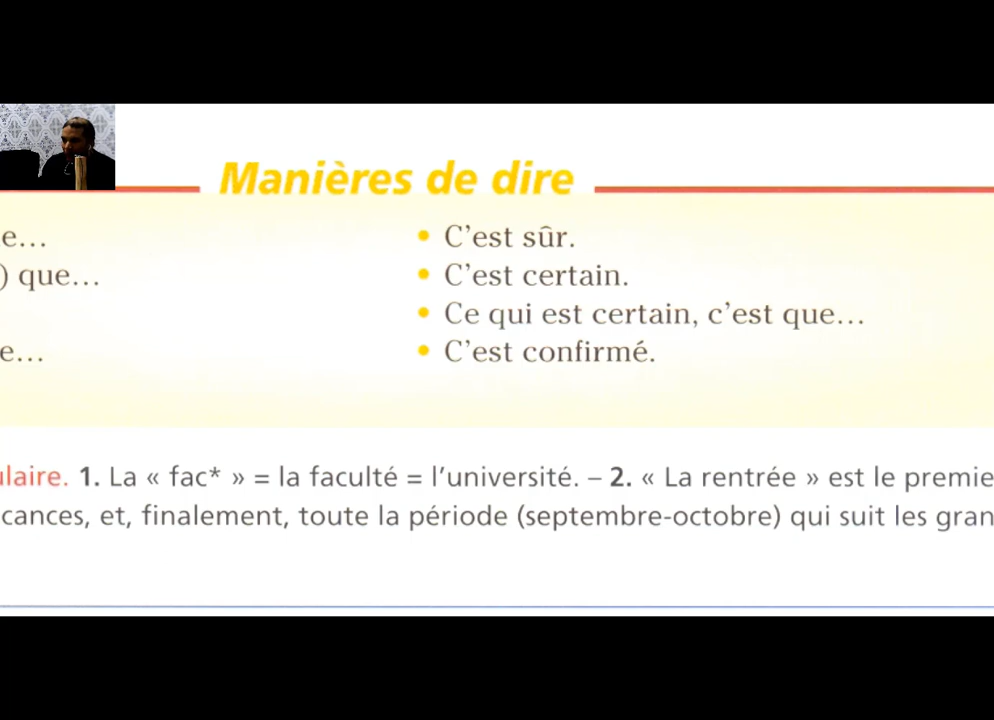 Manières de dire
e…
• C'est sûr.
) que…
• C'est certain.
• Ce qui est certain, c'est que…
e…
• C'est confirmé.
ulaire. 1. La « fac* » = la faculté = l'université. – 2. « La rentrée » est le premie
cances, et, finalement, toute la période (septembre-octobre) qui suit les gran